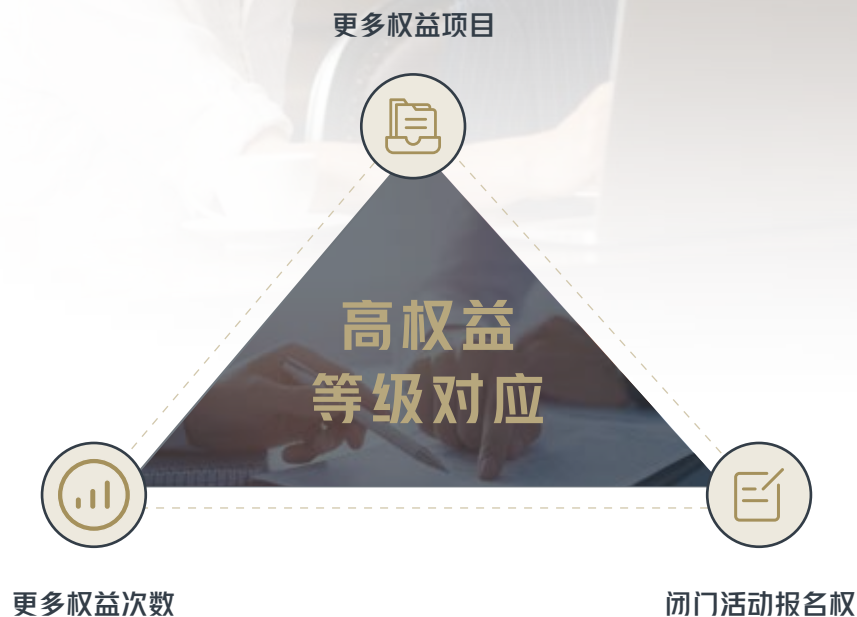 更多权益项目
高权益
等级对应
更多权益次数
闭门活动报名权